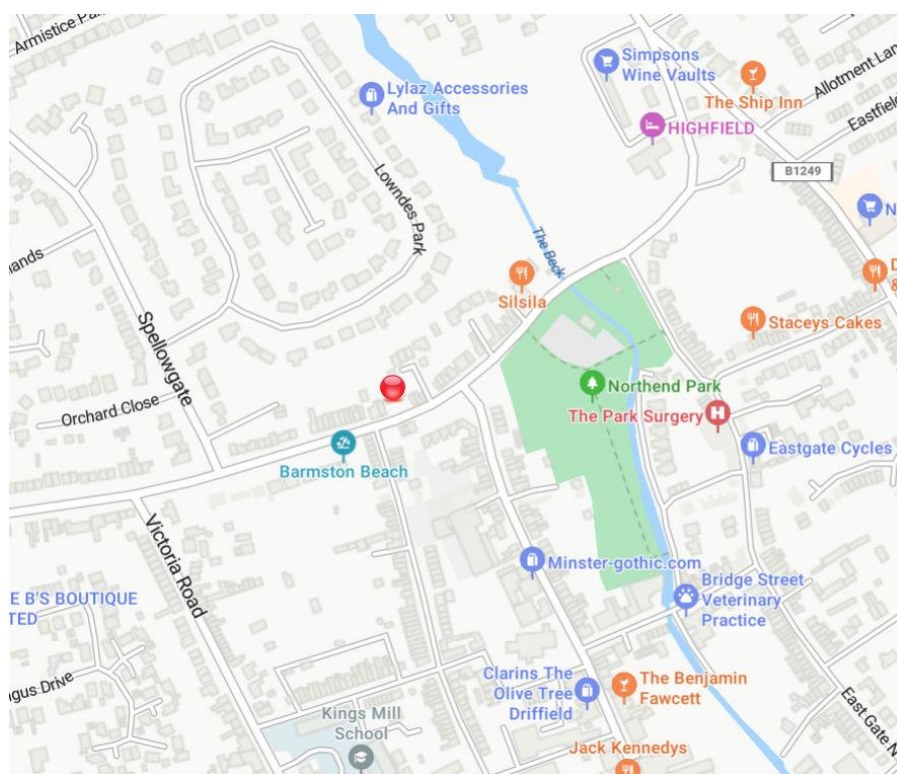 Armistice Par
Simpsons
Wine Vaults
The Ship Inn
Allotment Lan
Lylaz Accessories
And Gifts
HIGHFIELD
Eastfie
B1249
Lowndes Park
The Beck
N
ands
Silsila
D
&
Staceys Cakes
Spellowgate
Northend Park
Orchard Close
The Park Surgery
Eastgate Cycles
Barmston Beach
Victoria Road
Minster-gothic.com
E B'S BOUTIQUE
TED
Bridge Street
Veterinary
Practice
gus Drive
Clarins The
Olive Tree
Driffield
The Benjamin
Fawcett
Kings Mill
School
East Gate N
Jack Kennedys